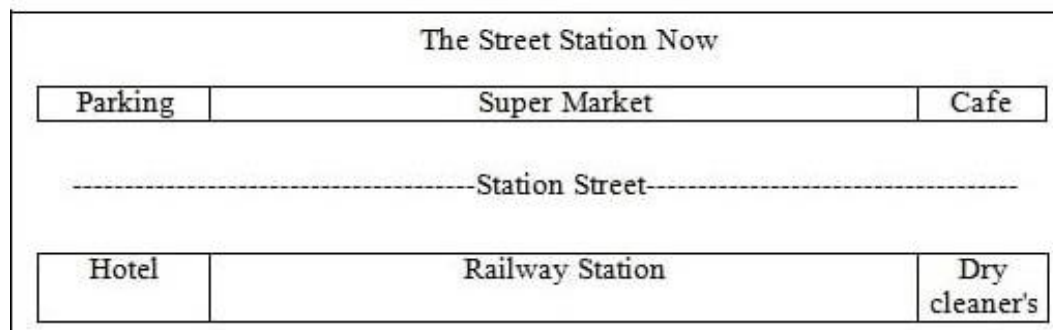 The Street Station Now
Parking Super Market Cafe
Station Street
Hotel Railway Station Dry
cleaner's